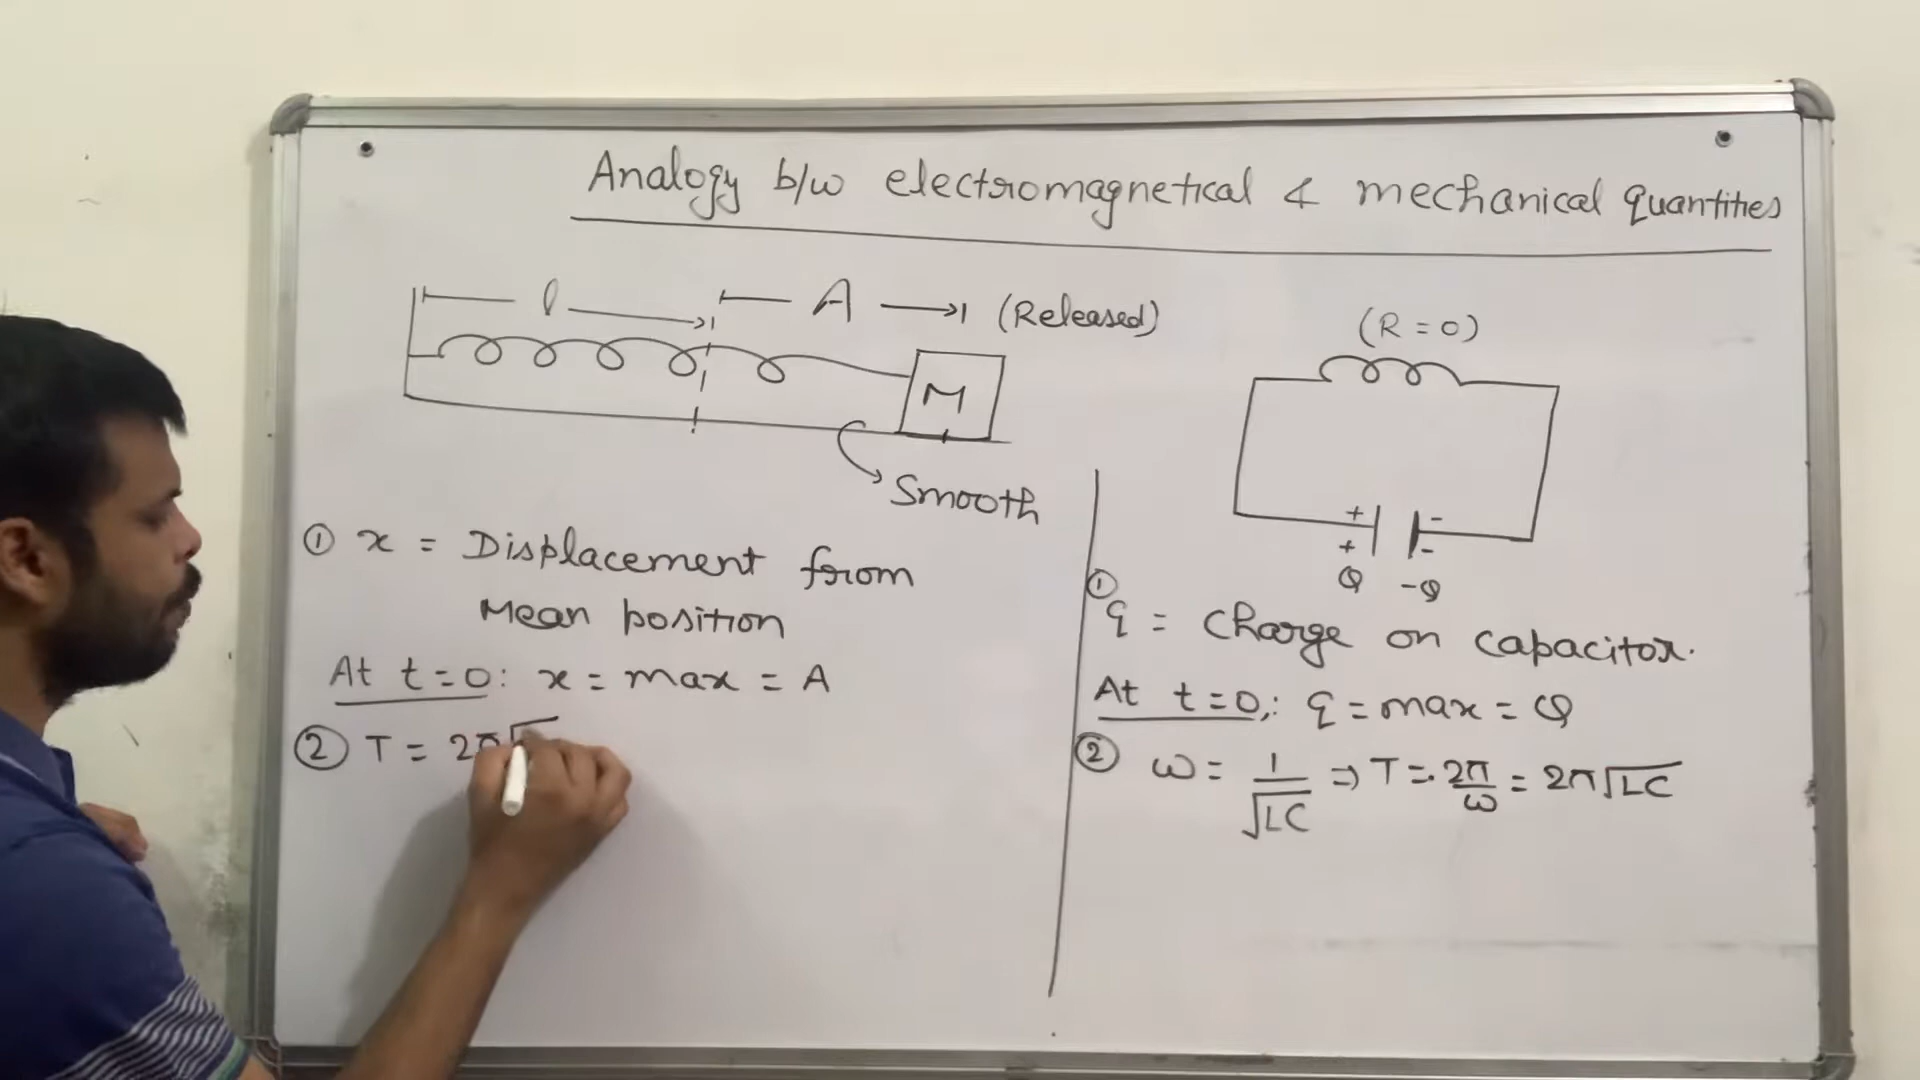 Analogy b/w electromagnetical & mechanical quantities
l A (Released)
M
Smooth
① x = Displacement from
Mean position
At t=0: x = max = A
② T = 2π√
(R = 0)
+ -
+ -
Q -Q
① q = charge on capacitor.
At t=0,: q = max = Q
② ω = 1/√LC ⇒ T = 2π/ω = 2π√LC